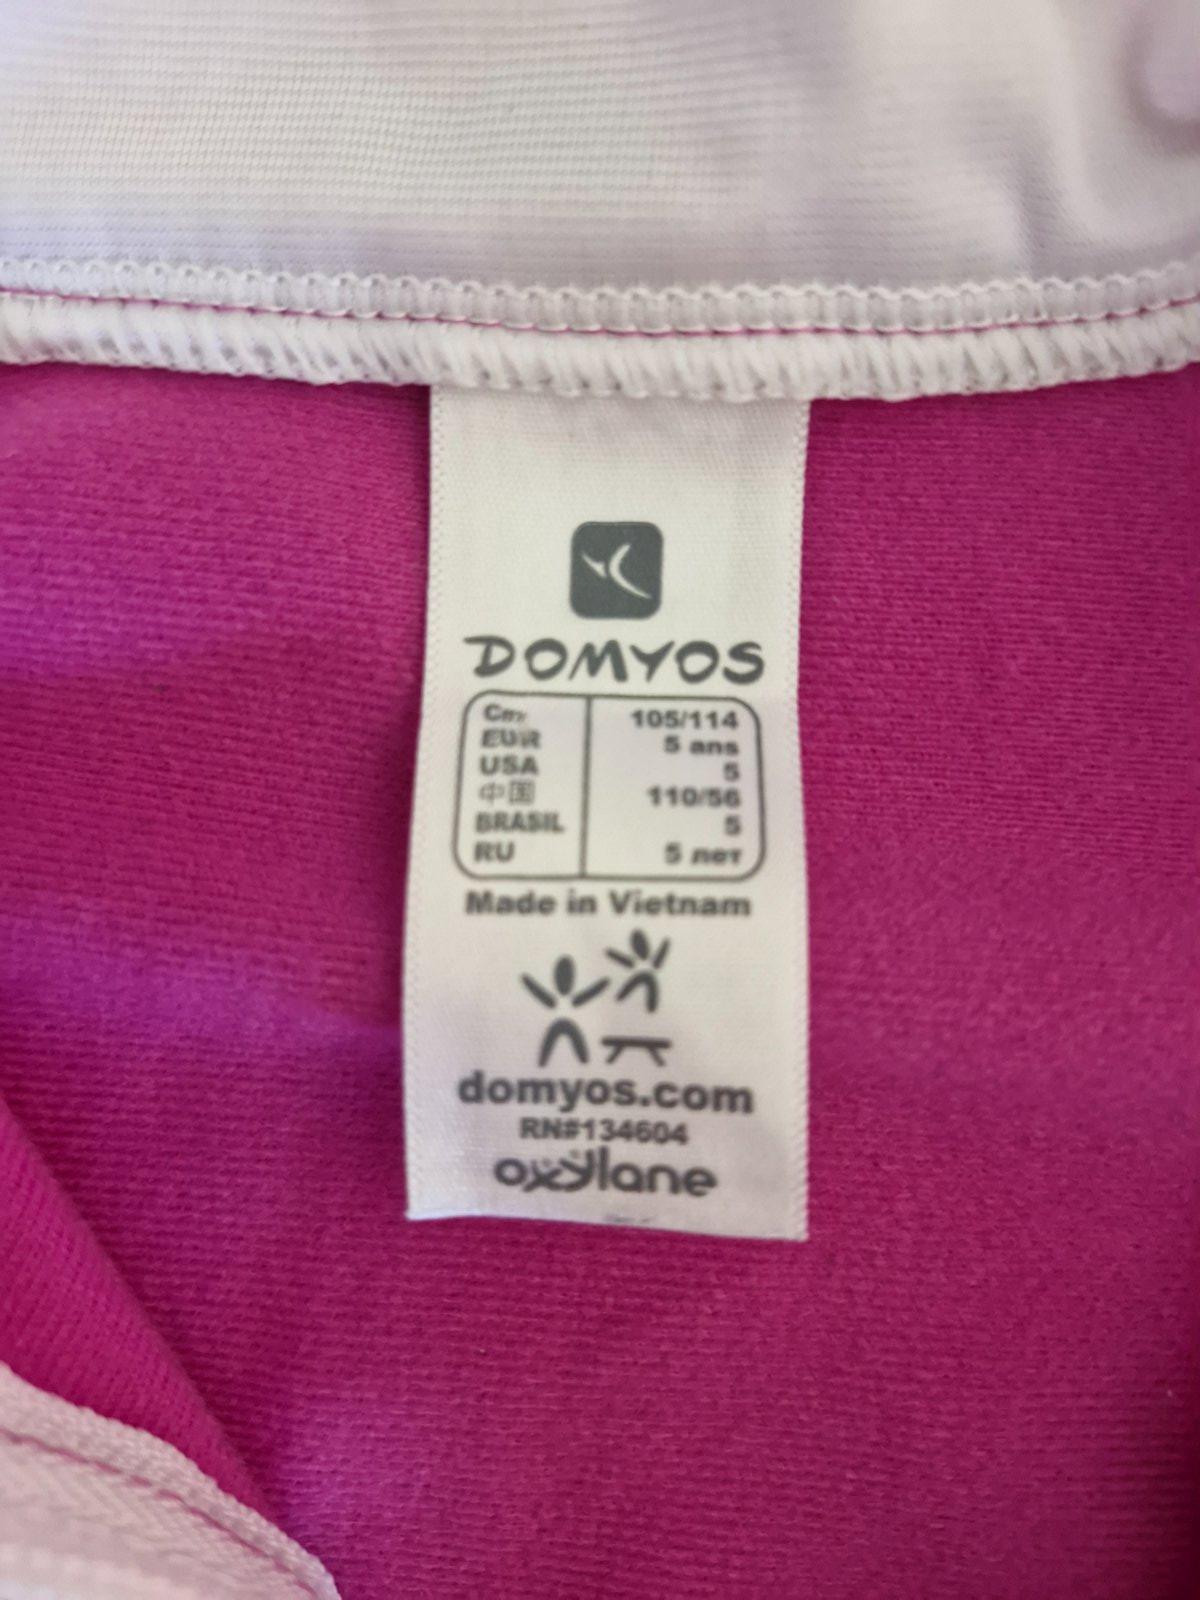 DOMYOS
Cm 105/114
EUR 5 ans
USA 5
中国 110/56
BRASIL 5
RU 5 лет
Made in Vietnam
domyos.com
RN#134604
oxylane